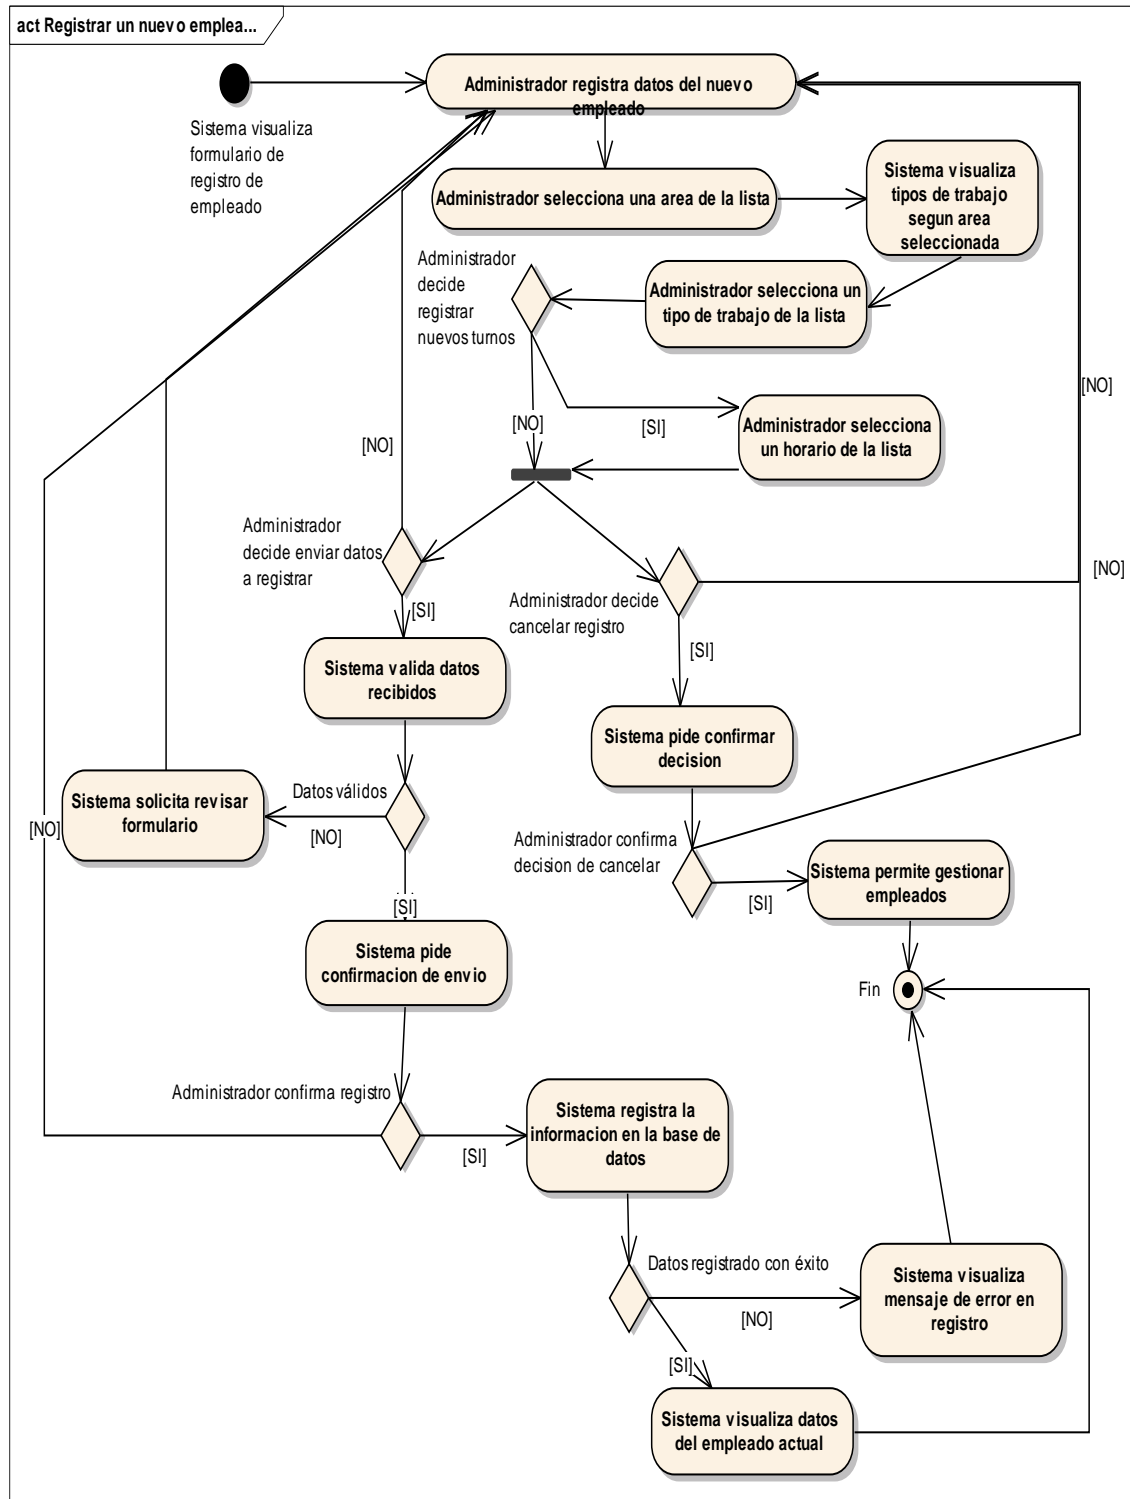 act Registrar un nuevo emplea...
Administrador registra datos del nuevo
empleado
Sistema visualiza
formulario de
registro de
empleado
Administrador selecciona una area de la lista
Sistema visualiza
tipos de trabajo
segun area
seleccionada
Administrador
decide
registrar
nuevos turnos
Administrador selecciona un
tipo de trabajo de la lista
[NO]
[NO]
[SI]
Administrador selecciona
un horario de la lista
[NO]
Administrador
decide enviar datos
a registrar
[NO]
[SI]
Administrador decide
cancelar registro
[SI]
Sistema valida datos
recibidos
Sistema pide confirmar
decision
Datos válidos
Sistema solicita revisar
formulario
[NO]
[NO]
Administrador confirma
decision de cancelar
Sistema permite gestionar
empleados
[SI]
[SI]
Sistema pide
confirmacion de envio
Fin
Administrador confirma registro
Sistema registra la
informacion en la base de
datos
[SI]
Datos registrado con éxito
Sistema visualiza
mensaje de error en
registro
[NO]
[SI]
Sistema visualiza datos
del empleado actual